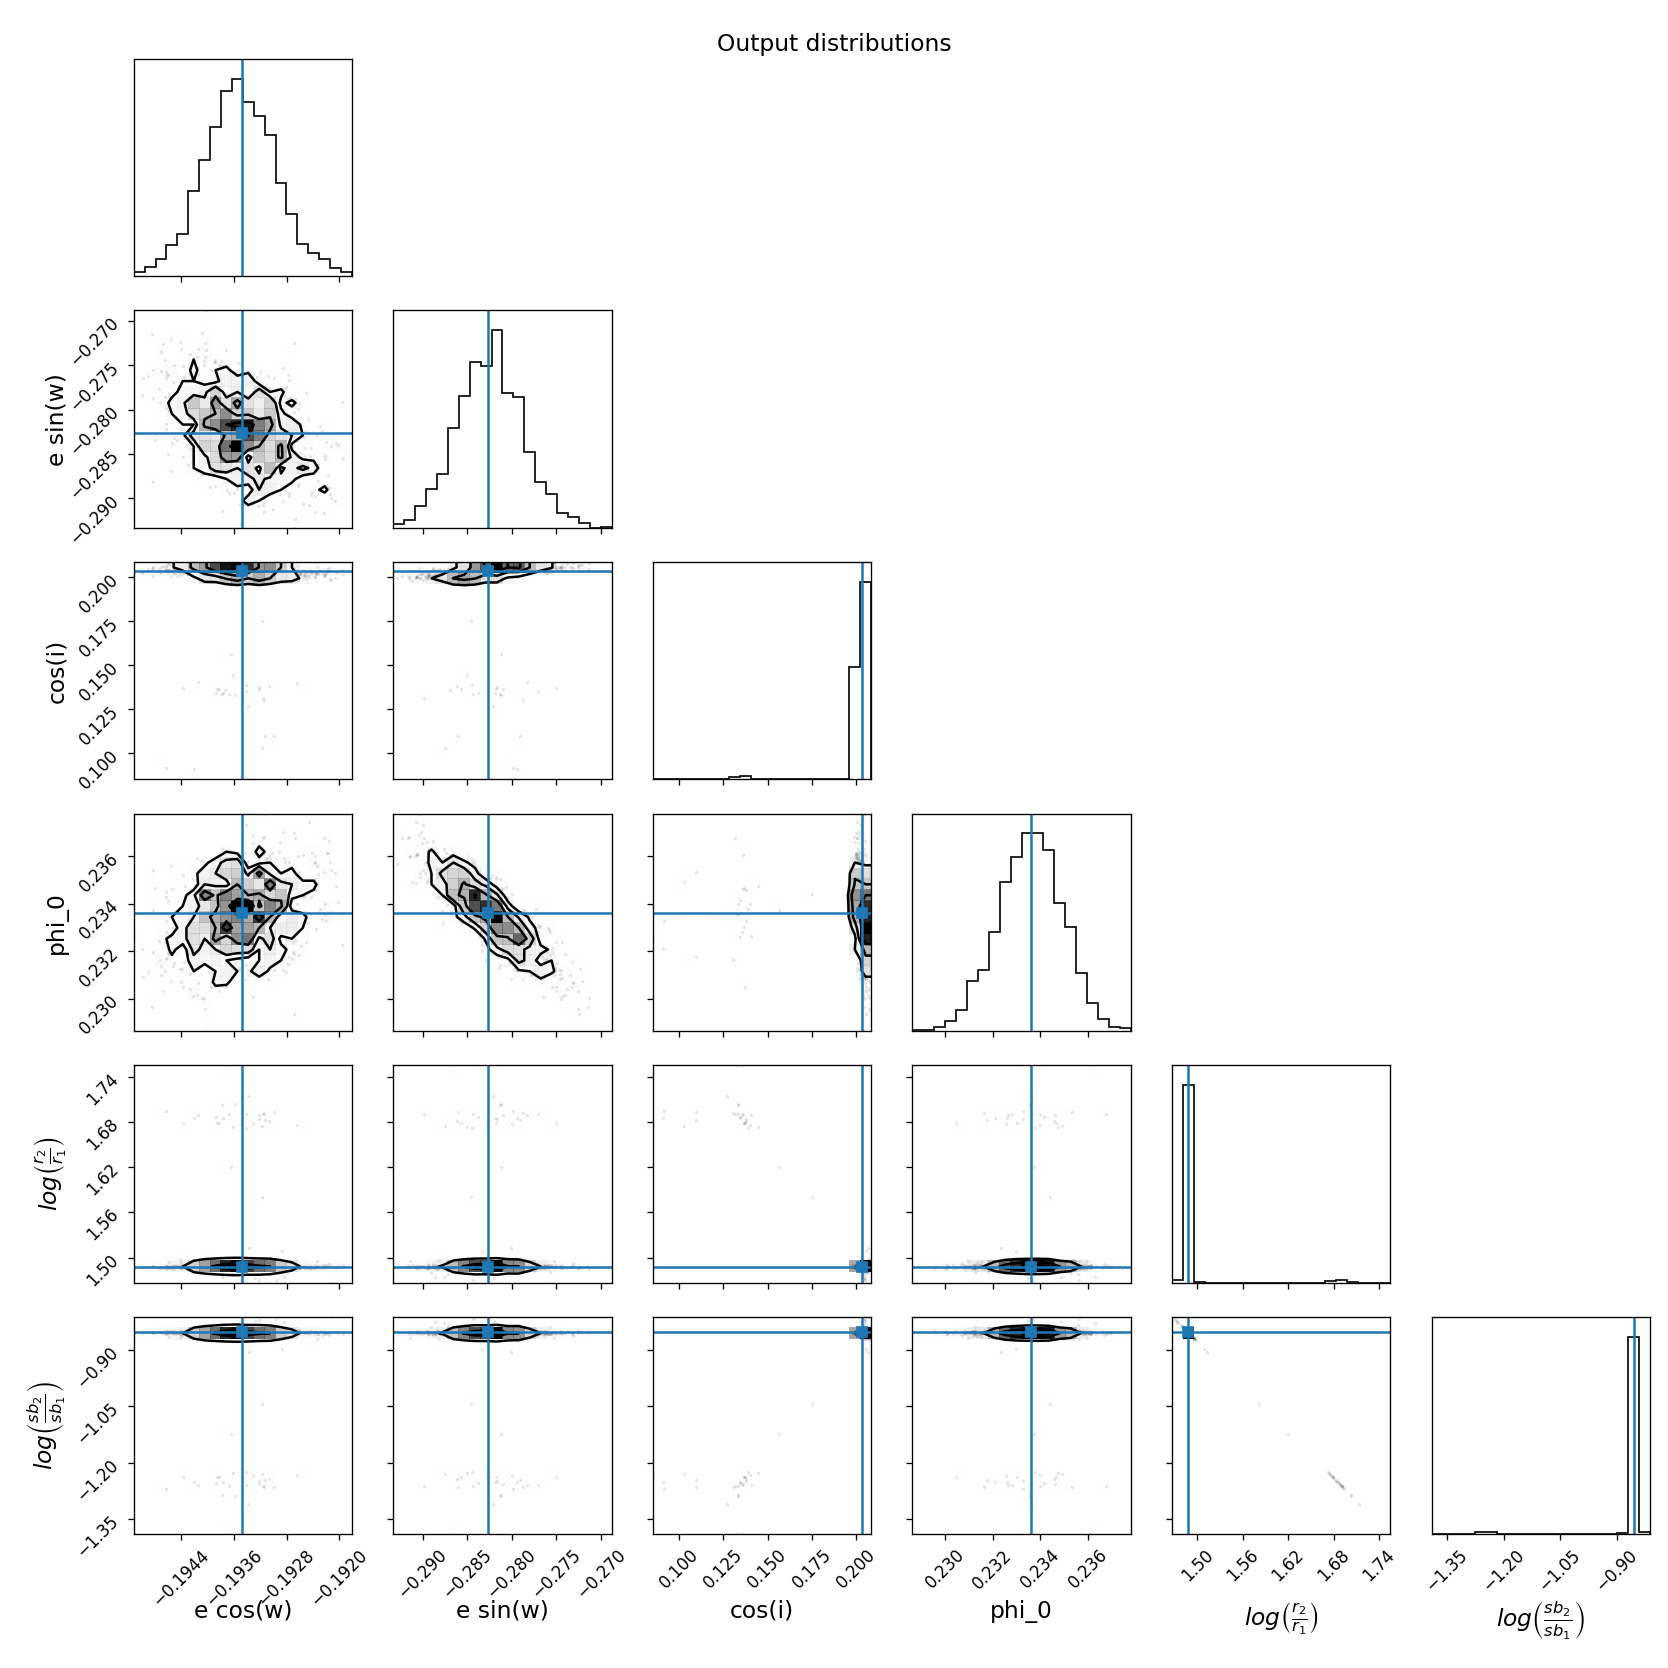 Output distributions
e sin(w)
−0.270
−0.275
−0.280
−0.285
−0.290
cos(i)
0.200
0.175
0.150
0.125
0.100
phi_0
0.236
0.234
0.232
0.230
log(r₂/r₁)
1.74
1.68
1.62
1.56
1.50
log(sb₂/sb₁)
−0.90
−1.05
−1.20
−1.35
−0.1944 −0.1936 −0.1928 −0.1920
e cos(w)
−0.290 −0.285 −0.280 −0.275 −0.270
e sin(w)
0.100 0.125 0.150 0.175 0.200
cos(i)
0.230 0.232 0.234 0.236
phi_0
1.50 1.56 1.62 1.68 1.74
log(r₂/r₁)
−1.35 −1.20 −1.05 −0.90
log(sb₂/sb₁)